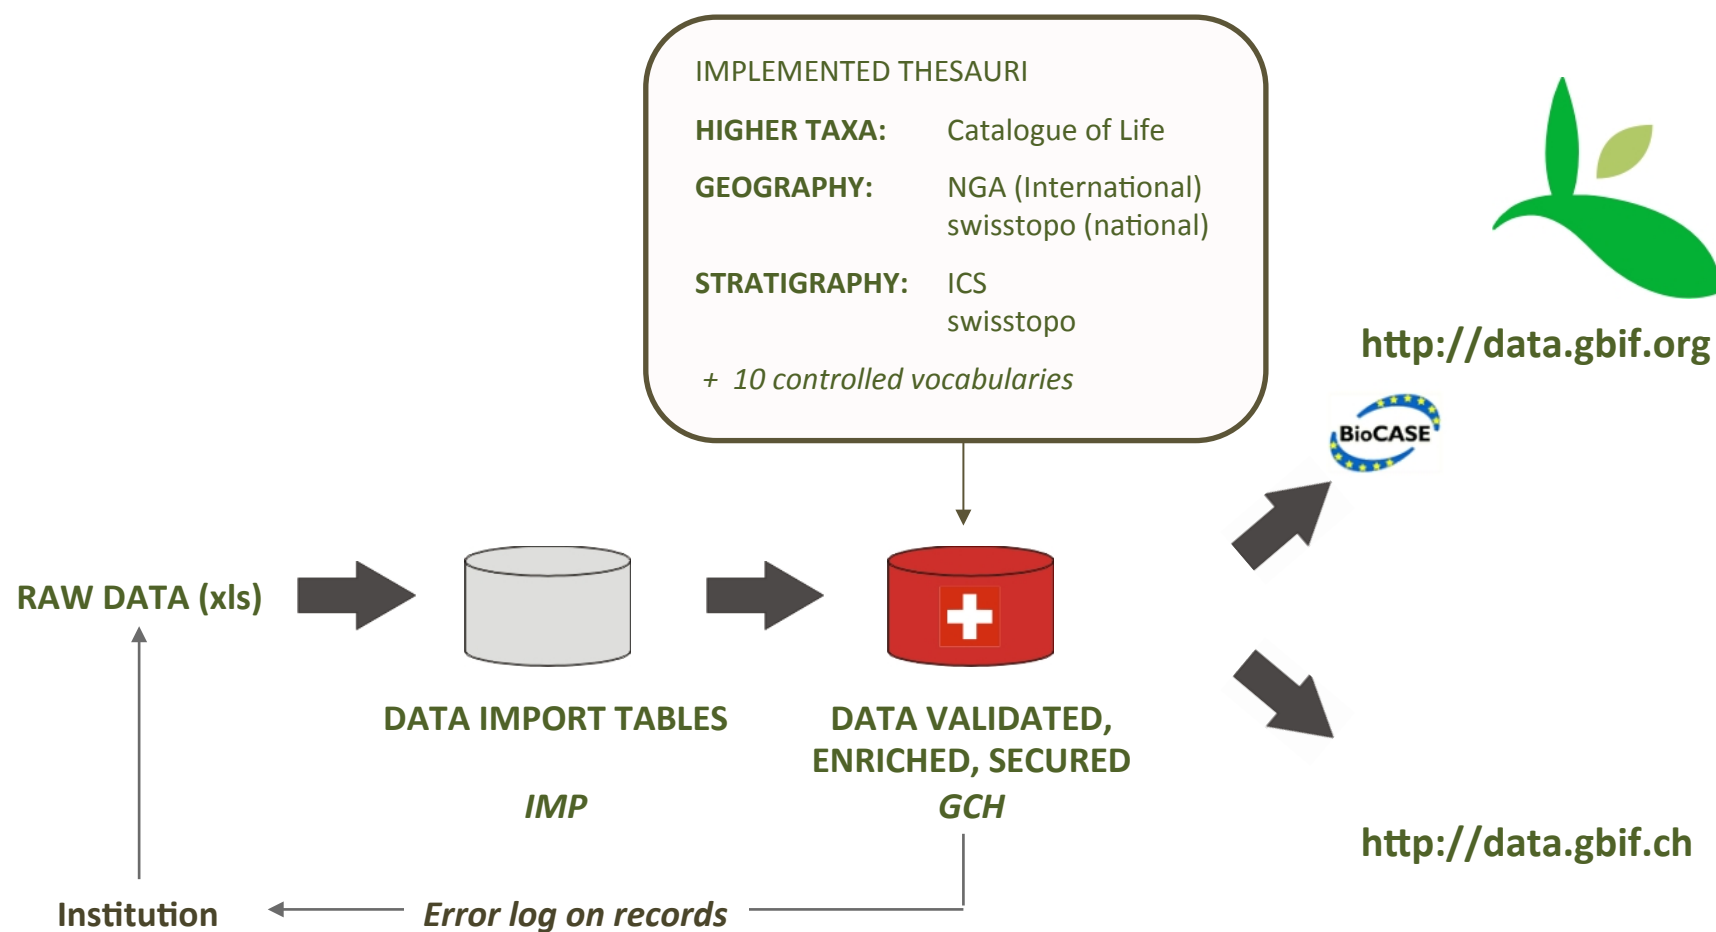 IMPLEMENTED THESAURI
HIGHER TAXA: Catalogue of Life
GEOGRAPHY: NGA (International)
swisstopo (national)
STRATIGRAPHY: ICS
swisstopo
+ 10 controlled vocabularies
http://data.gbif.org
BioCASE
RAW DATA (xls)
DATA IMPORT TABLES
IMP
DATA VALIDATED,
ENRICHED, SECURED
GCH
http://data.gbif.ch
Institution
Error log on records